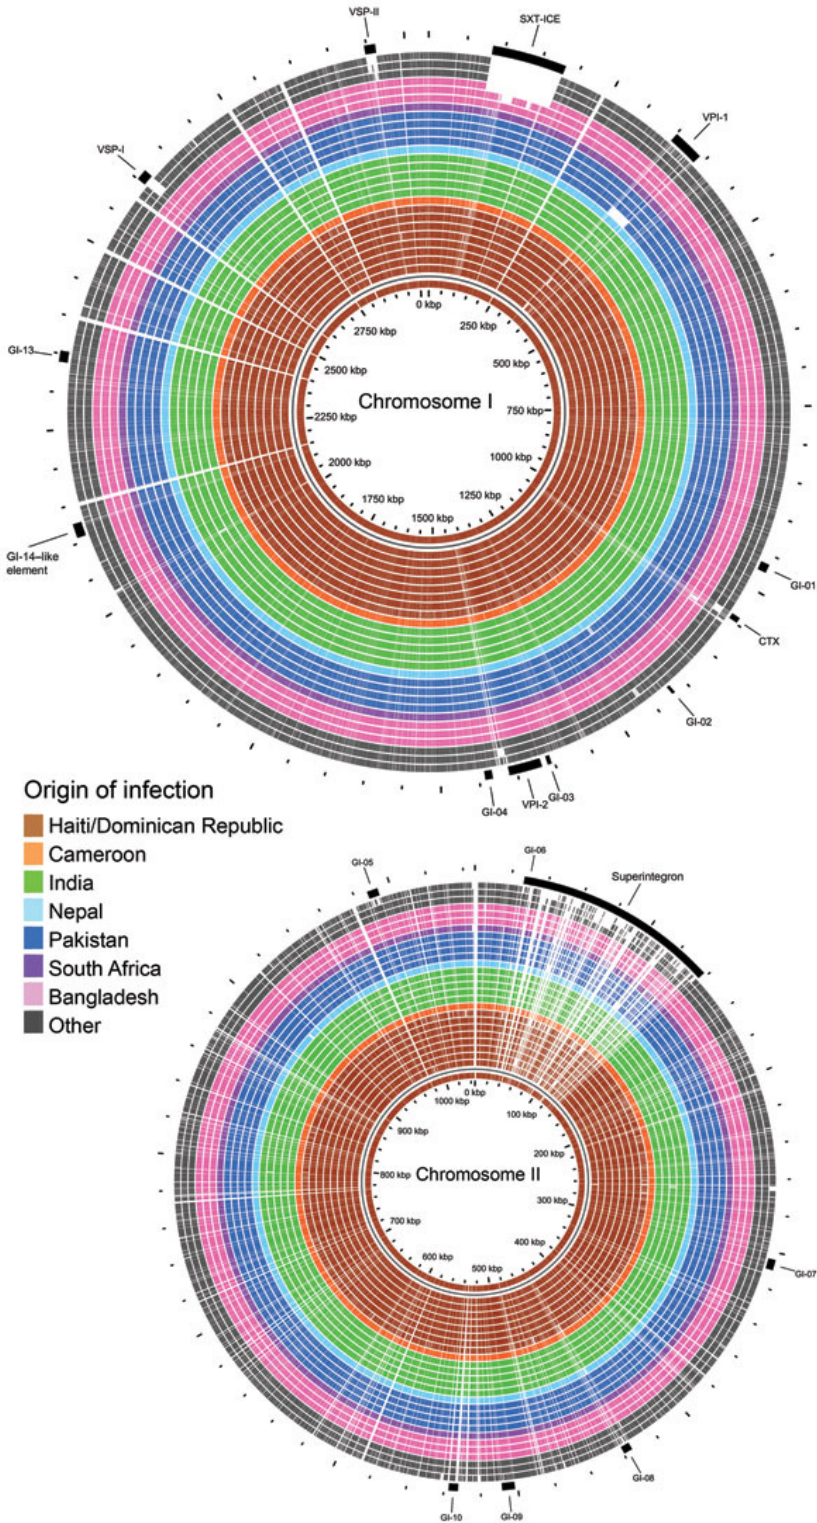 VSP-II
SXT-ICE
VPI-1
VSP-I
0 kbp
250 kbp
2750 kbp
500 kbp
2500 kbp
GI-13
Chromosome I
750 kbp
2250 kbp
1000 kbp
2000 kbp
1250 kbp
1750 kbp
1500 kbp
GI-14–like
element
GI-01
CTX
GI-02
GI-03
VPI-2
GI-04
Origin of infection
Haiti/Dominican Republic
Cameroon
India
Nepal
Pakistan
South Africa
Bangladesh
Other
GI-06
GI-05
Superintegron
0 kbp
1000 kbp
100 kbp
900 kbp
200 kbp
800 kbp
Chromosome II
300 kbp
700 kbp
400 kbp
600 kbp
500 kbp
GI-07
GI-08
GI-10
GI-09